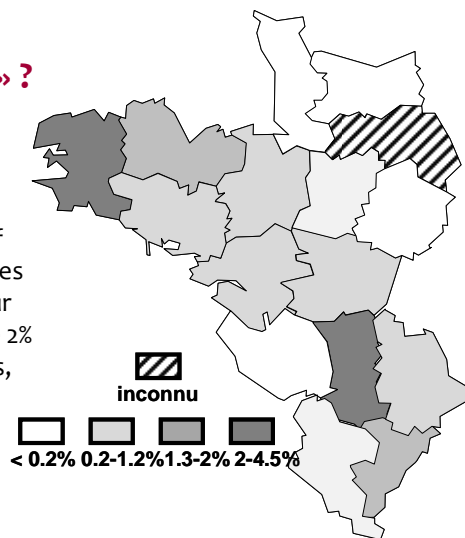 » ?
es
ur
2%
s,
inconnu
< 0.2% 0.2-1.2% 1.3-2% 2-4.5%